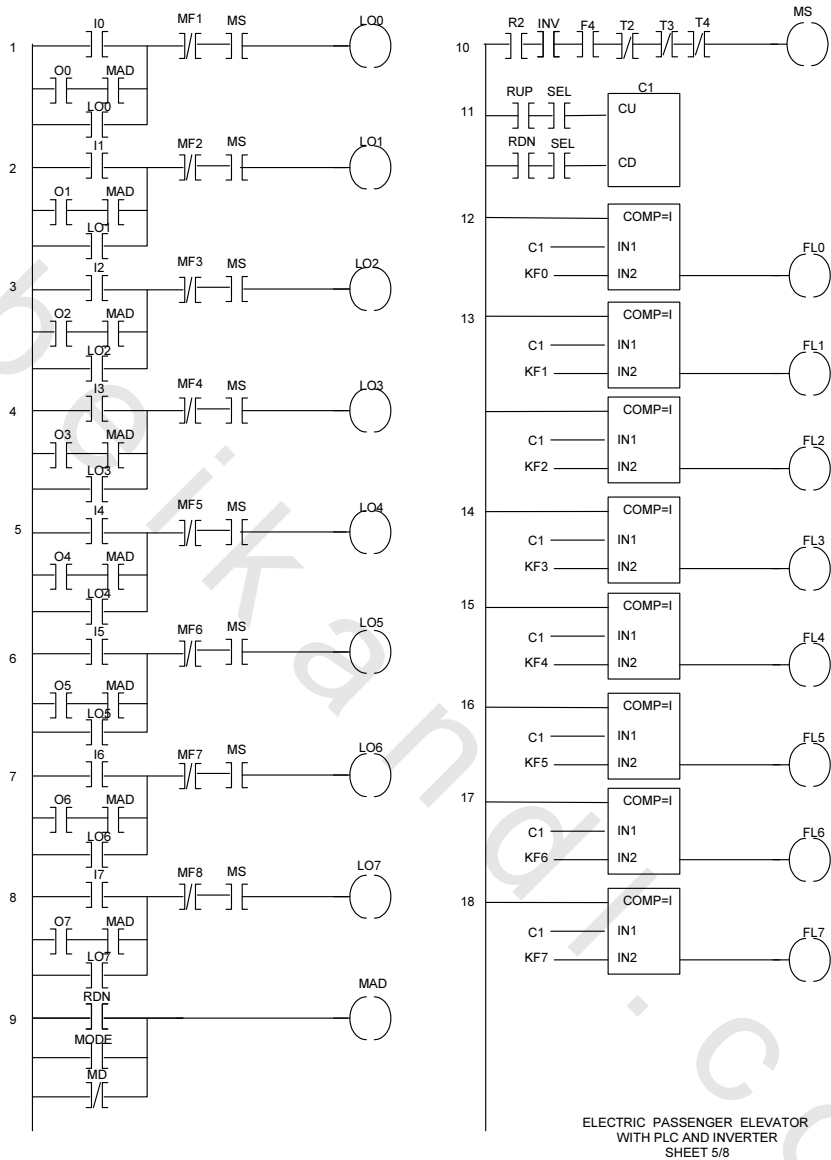 I0 MF1 MS LO0
1
O0 MAD
LO0
I1 MF2 MS LO1
2
O1 MAD
LO1
I2 MF3 MS LO2
3
O2 MAD
LO2
I3 MF4 MS LO3
4
O3 MAD
LO3
I4 MF5 MS LO4
5
O4 MAD
LO4
I5 MF6 MS LO5
6
O5 MAD
LO5
I6 MF7 MS LO6
7
O6 MAD
LO6
I7 MF8 MS LO7
8
O7 MAD
LO7
RDN MAD
9
MODE
MD
R2 INV F4 T2 T3 T4 MS
10
C1
RUP SEL CU
11
RDN SEL CD
12 COMP=I
C1 IN1
KF0 IN2 FL0
13 COMP=I
C1 IN1
KF1 IN2 FL1
COMP=I
C1 IN1
KF2 IN2 FL2
14 COMP=I
C1 IN1
KF3 IN2 FL3
15 COMP=I
C1 IN1
KF4 IN2 FL4
16 COMP=I
C1 IN1
KF5 IN2 FL5
17 COMP=I
C1 IN1
KF6 IN2 FL6
18 COMP=I
C1 IN1
KF7 IN2 FL7
ELECTRIC PASSENGER ELEVATOR
WITH PLC AND INVERTER
SHEET 5/8
beikandl.co